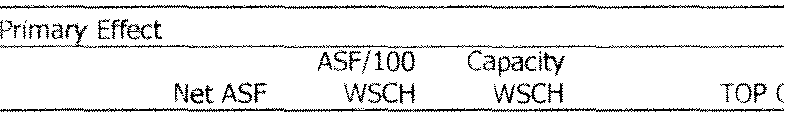 Primary Effect
ASF/100 Capacity
Net ASF WSCH WSCH TOP